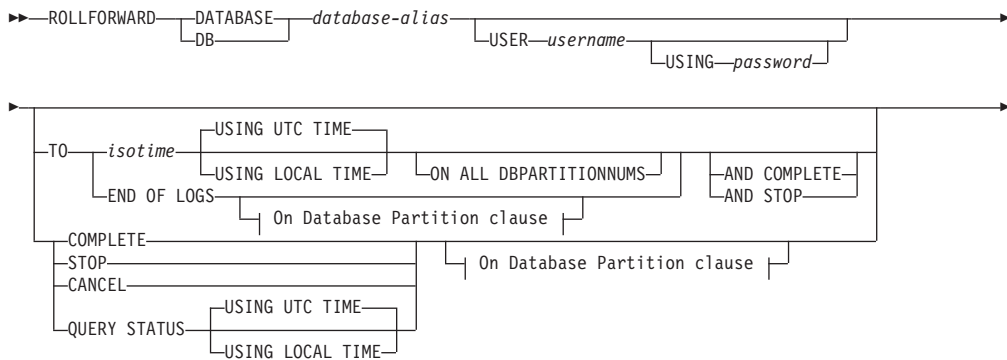 ROLLFORWARD DATABASE database-alias
DB USER username
USING password
USING UTC TIME
TO isotime
USING LOCAL TIME ON ALL DBPARTITIONNUMS AND COMPLETE
END OF LOGS AND STOP
On Database Partition clause
COMPLETE
STOP On Database Partition clause
CANCEL
USING UTC TIME
QUERY STATUS
USING LOCAL TIME